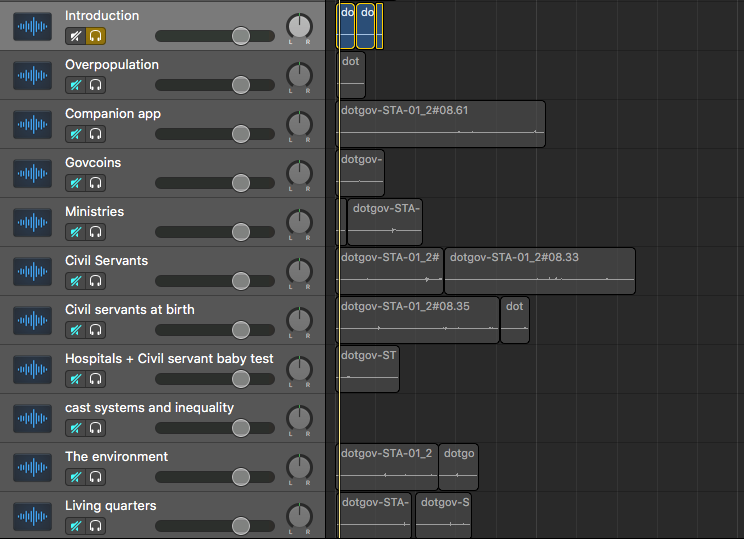 Introduction
do
do
L R
Overpopulation
dot
L R
Companion app
dotgov-STA-01_2#08.61
L R
Govcoins
dotgov-
L R
Ministries
dotgov-STA-
L R
Civil Servants
dotgov-STA-01_2#
dotgov-STA-01_2#08.33
L R
Civil servants at birth
dotgov-STA-01_2#08.35
dot
L R
Hospitals + Civil servant baby test
dotgov-ST
L R
cast systems and inequality
L R
The environment
dotgov-STA-01_2
dotgo
L R
Living quarters
dotgov-STA-
dotgov-S
L R